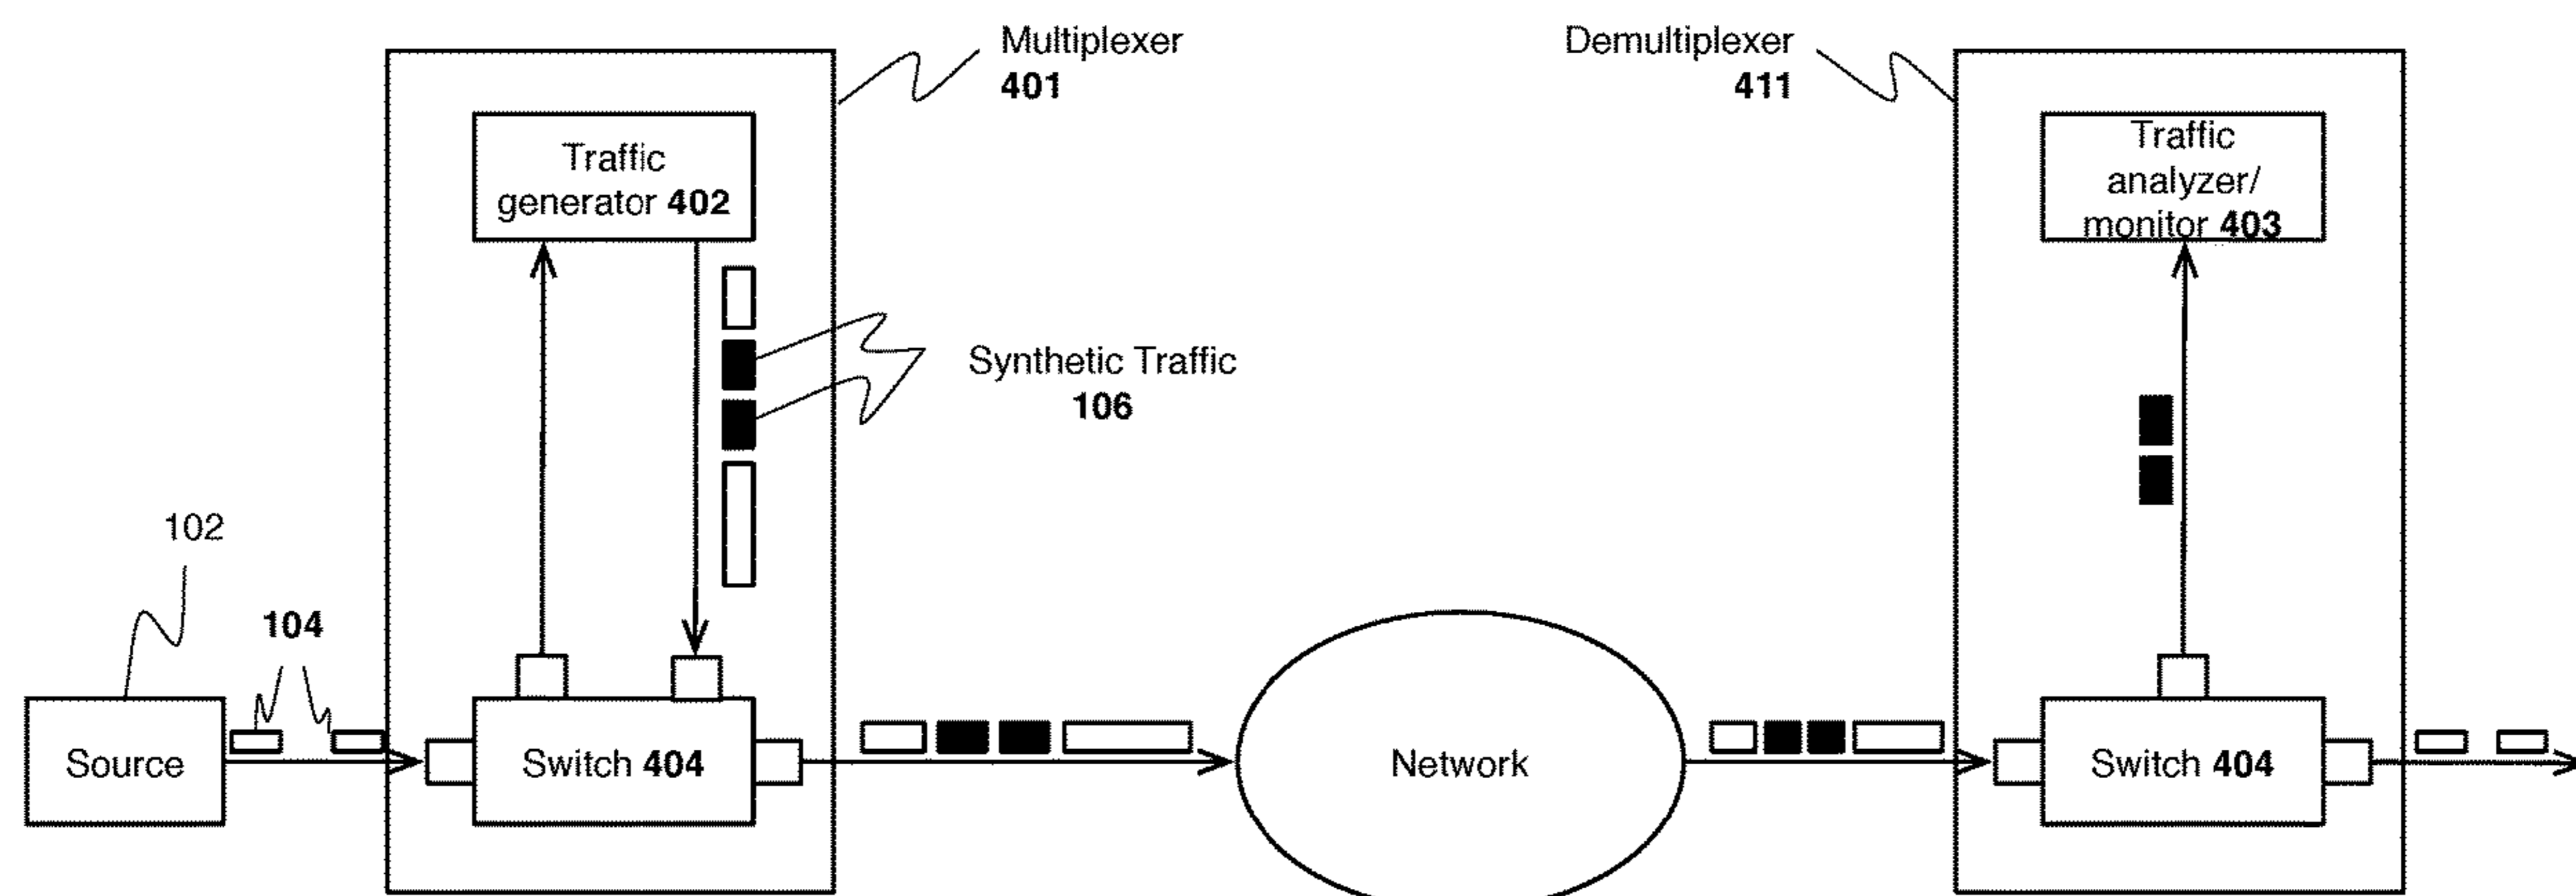 Multiplexer
401
Demultiplexer
411
Traffic
generator 402
Traffic
analyzer/
monitor 403
Synthetic Traffic
106
102
104
Source
Switch 404
Network
Switch 404